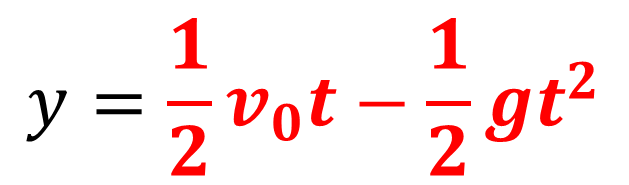 y = 1/2 v₀t − 1/2 gt²